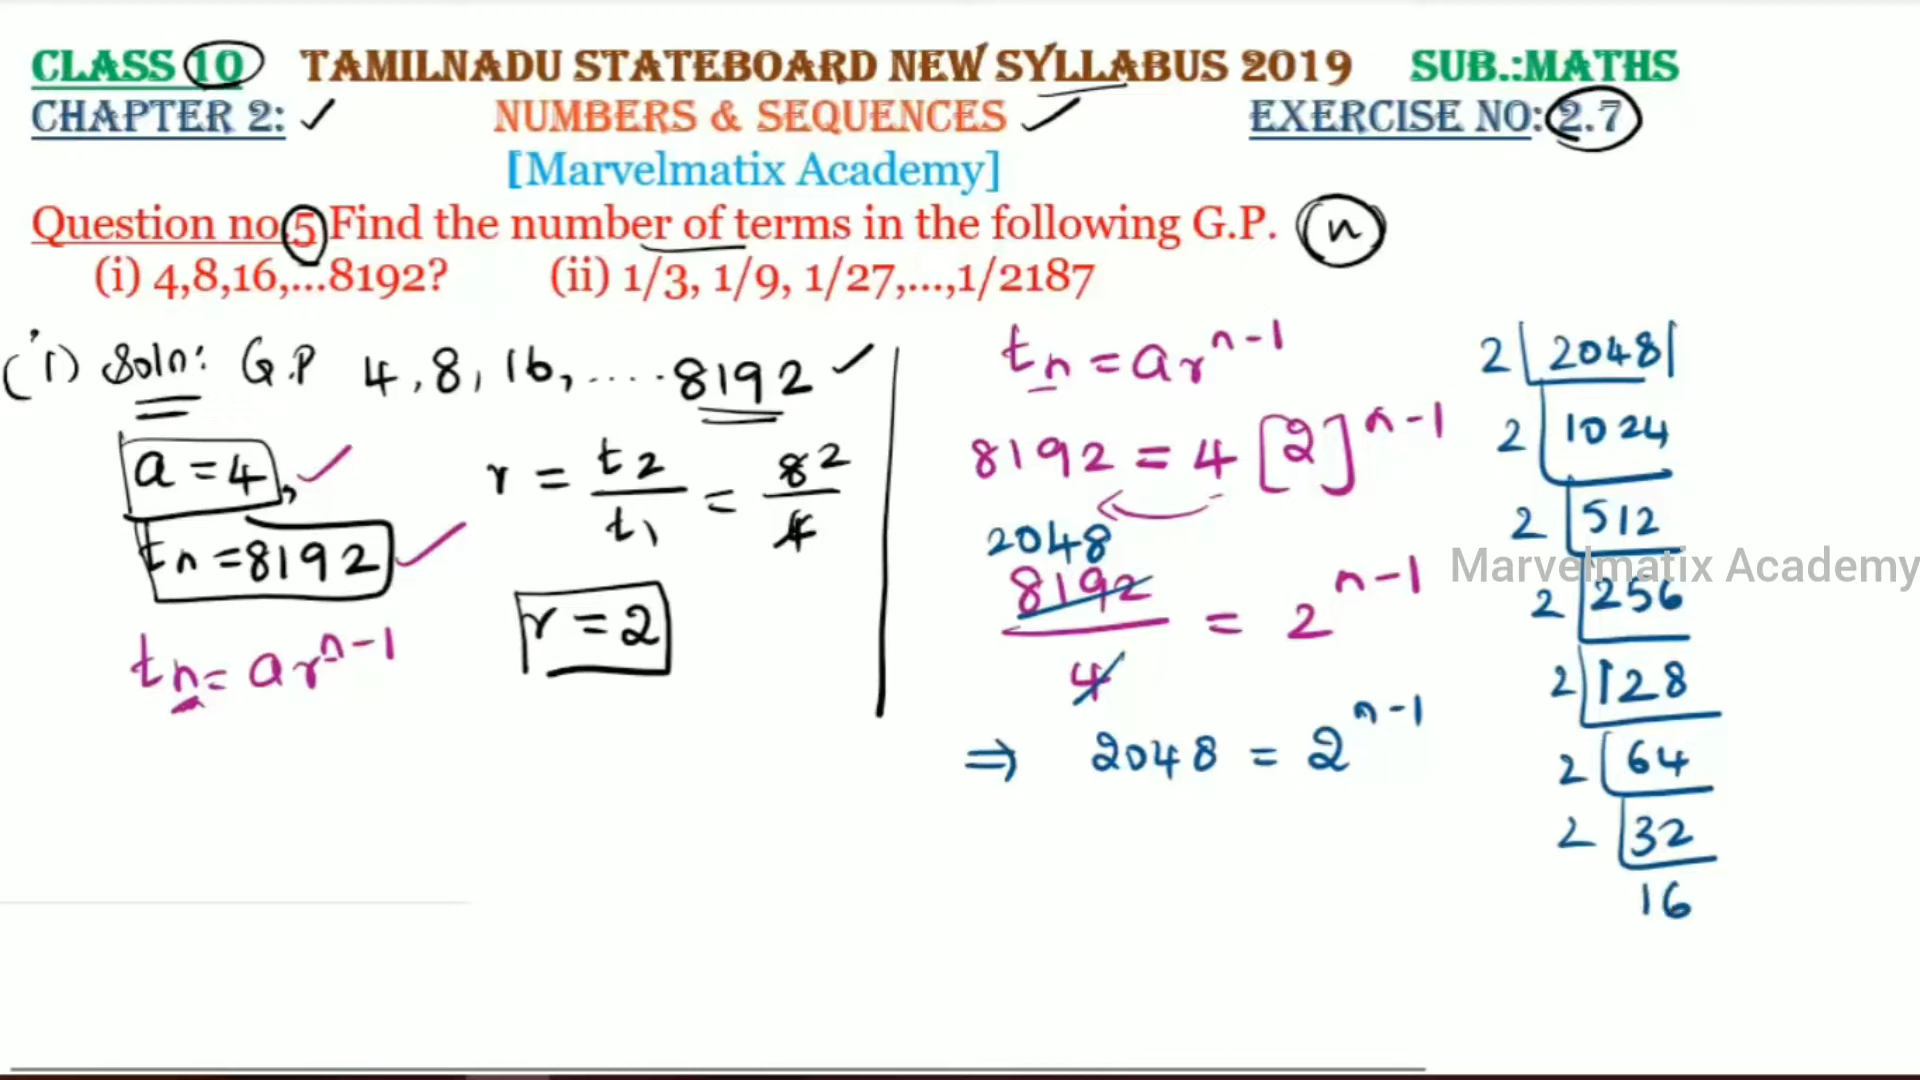 CLASS 10 TAMILNADU STATEBOARD NEW SYLLABUS 2019 SUB.:MATHS
CHAPTER 2: NUMBERS & SEQUENCES EXERCISE NO: 2.7
[Marvelmatix Academy]
Question no.5 Find the number of terms in the following G.P. n
(i) 4,8,16,...8192? (ii) 1/3, 1/9, 1/27,...,1/2187
(i) Soln: G.P 4, 8, 16, ..... 8192
a = 4,
tn = 8192
tn = ar^n-1
r = t2/t1 = 8/4 2
r = 2
tn = ar^n-1
8192 = 4 [2]^n-1
2048
8192/4 = 2^n-1
⇒ 2048 = 2^n-1
2 | 2048
2 | 1024
2 | 512
2 | 256
2 | 128
2 | 64
2 | 32
16
Marvelmatix Academy